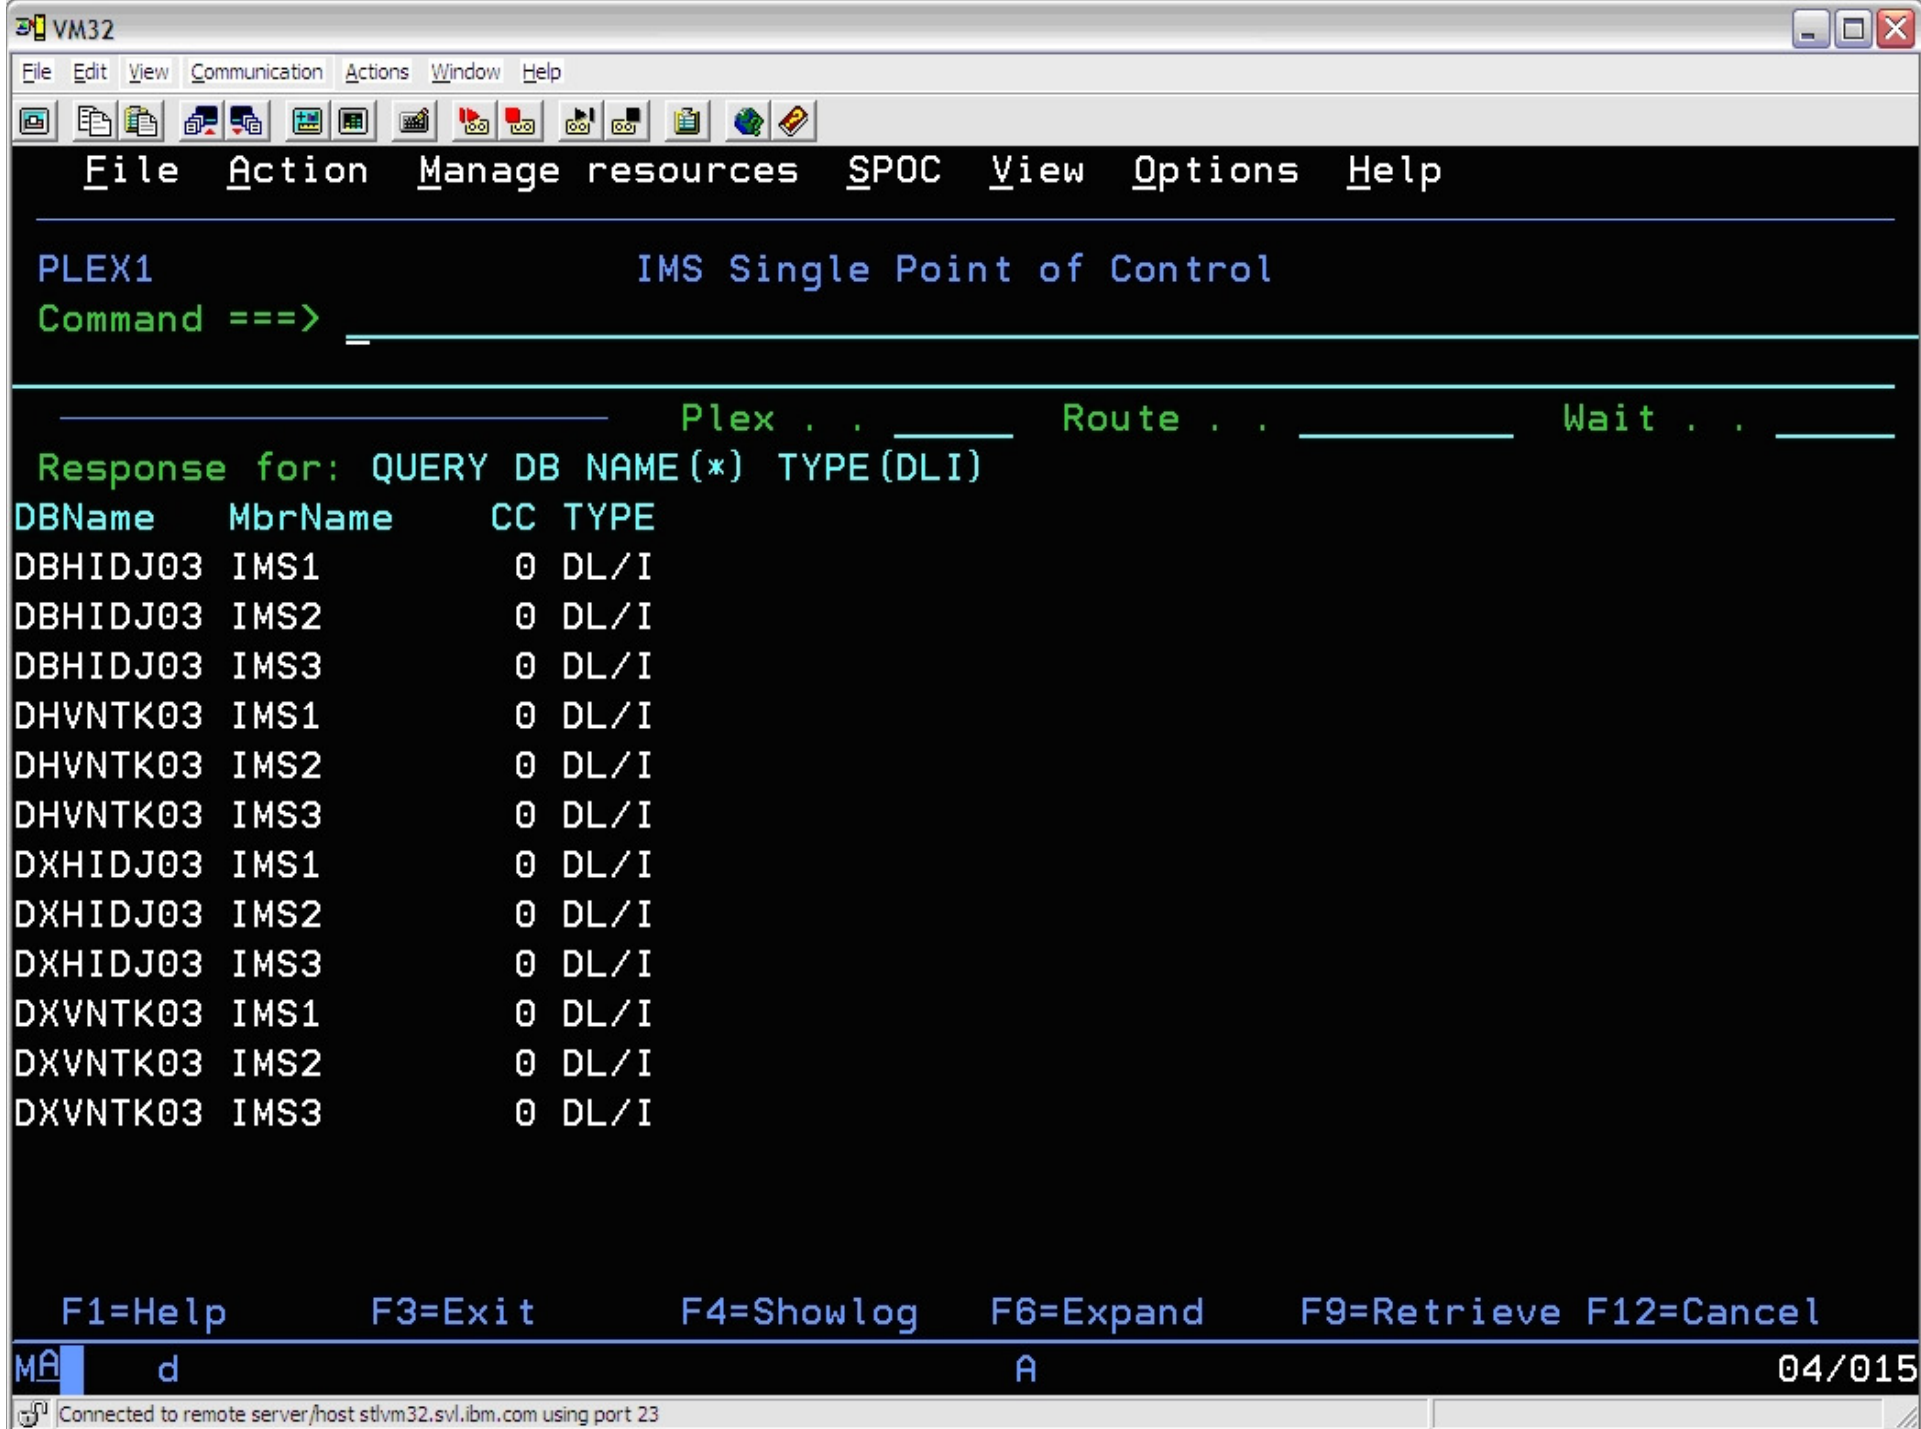 VM32
File Edit View Communication Actions Window Help
File Action Manage resources SPOC View Options Help
PLEX1 IMS Single Point of Control
Command ===>
Plex . . Route . . Wait . .
Response for: QUERY DB NAME(*) TYPE(DLI)
DBName MbrName CC TYPE
DBHIDJ03 IMS1 0 DL/I
DBHIDJ03 IMS2 0 DL/I
DBHIDJ03 IMS3 0 DL/I
DHVNTK03 IMS1 0 DL/I
DHVNTK03 IMS2 0 DL/I
DHVNTK03 IMS3 0 DL/I
DXHIDJ03 IMS1 0 DL/I
DXHIDJ03 IMS2 0 DL/I
DXHIDJ03 IMS3 0 DL/I
DXVNTK03 IMS1 0 DL/I
DXVNTK03 IMS2 0 DL/I
DXVNTK03 IMS3 0 DL/I
F1=Help F3=Exit F4=Showlog F6=Expand F9=Retrieve F12=Cancel
MA d A 04/015
Connected to remote server/host stlvm32.svl.ibm.com using port 23